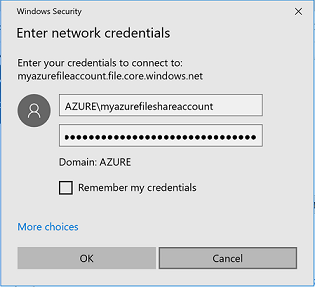 Windows Security
Enter network credentials
Enter your credentials to connect to:
myazurefileaccount.file.core.windows.net
AZURE\myazurefileshareaccount
●●●●●●●●●●●●●●●●●●●●●●●●●●●●●●●●
Domain: AZURE
Remember my credentials
More choices
OK
Cancel